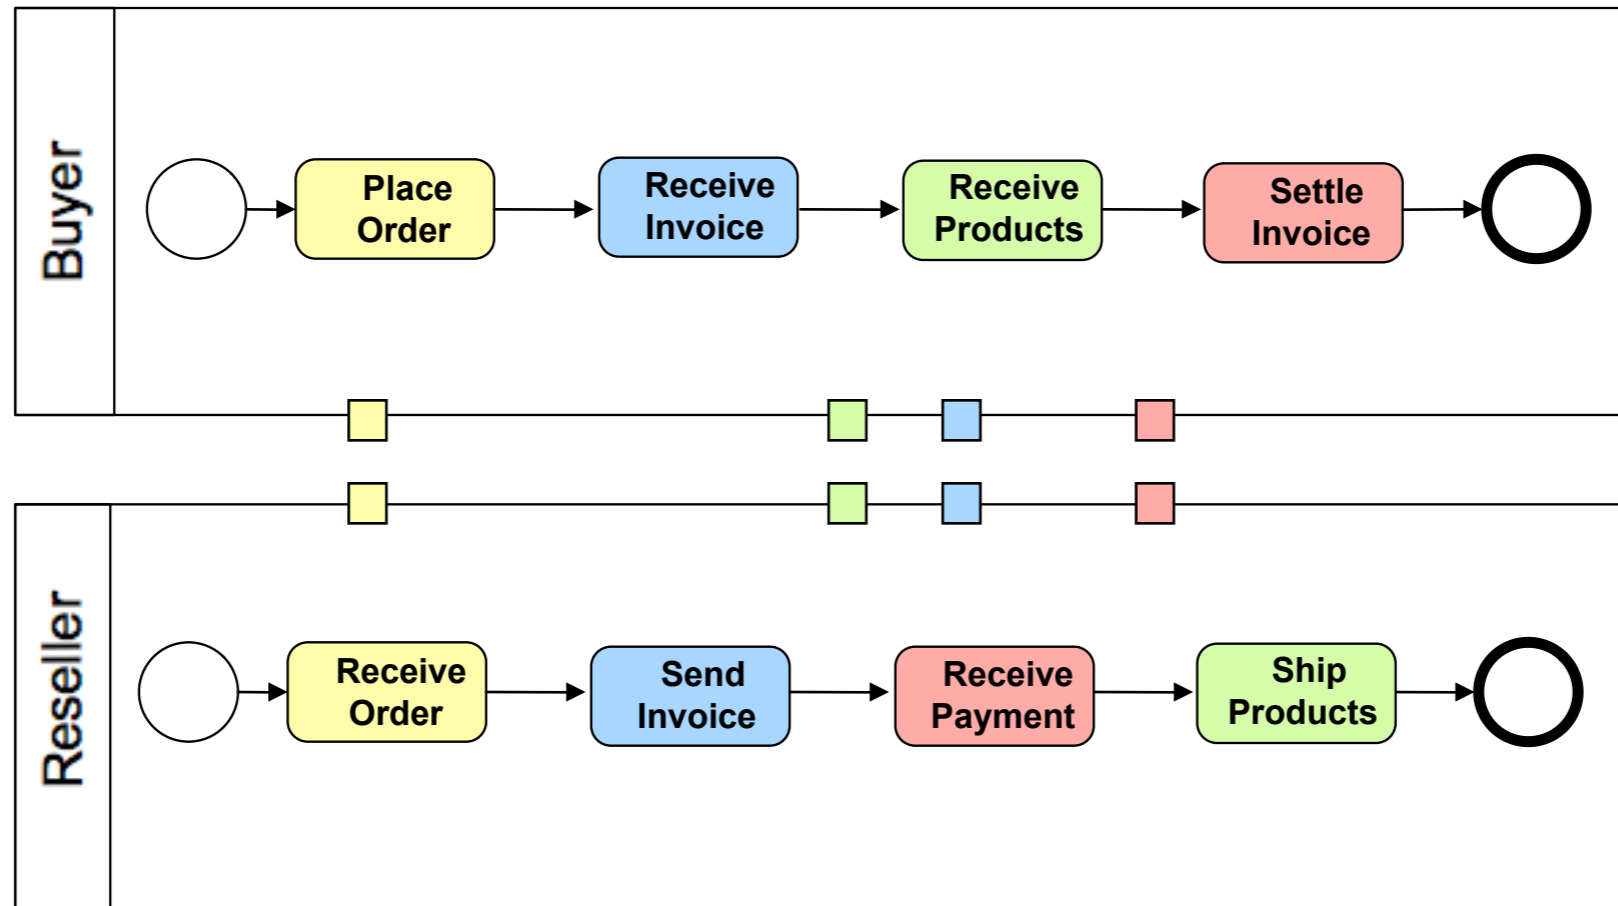 Buyer
Place
Order
Receive
Invoice
Receive
Products
Settle
Invoice
Reseller
Receive
Order
Send
Invoice
Receive
Payment
Ship
Products